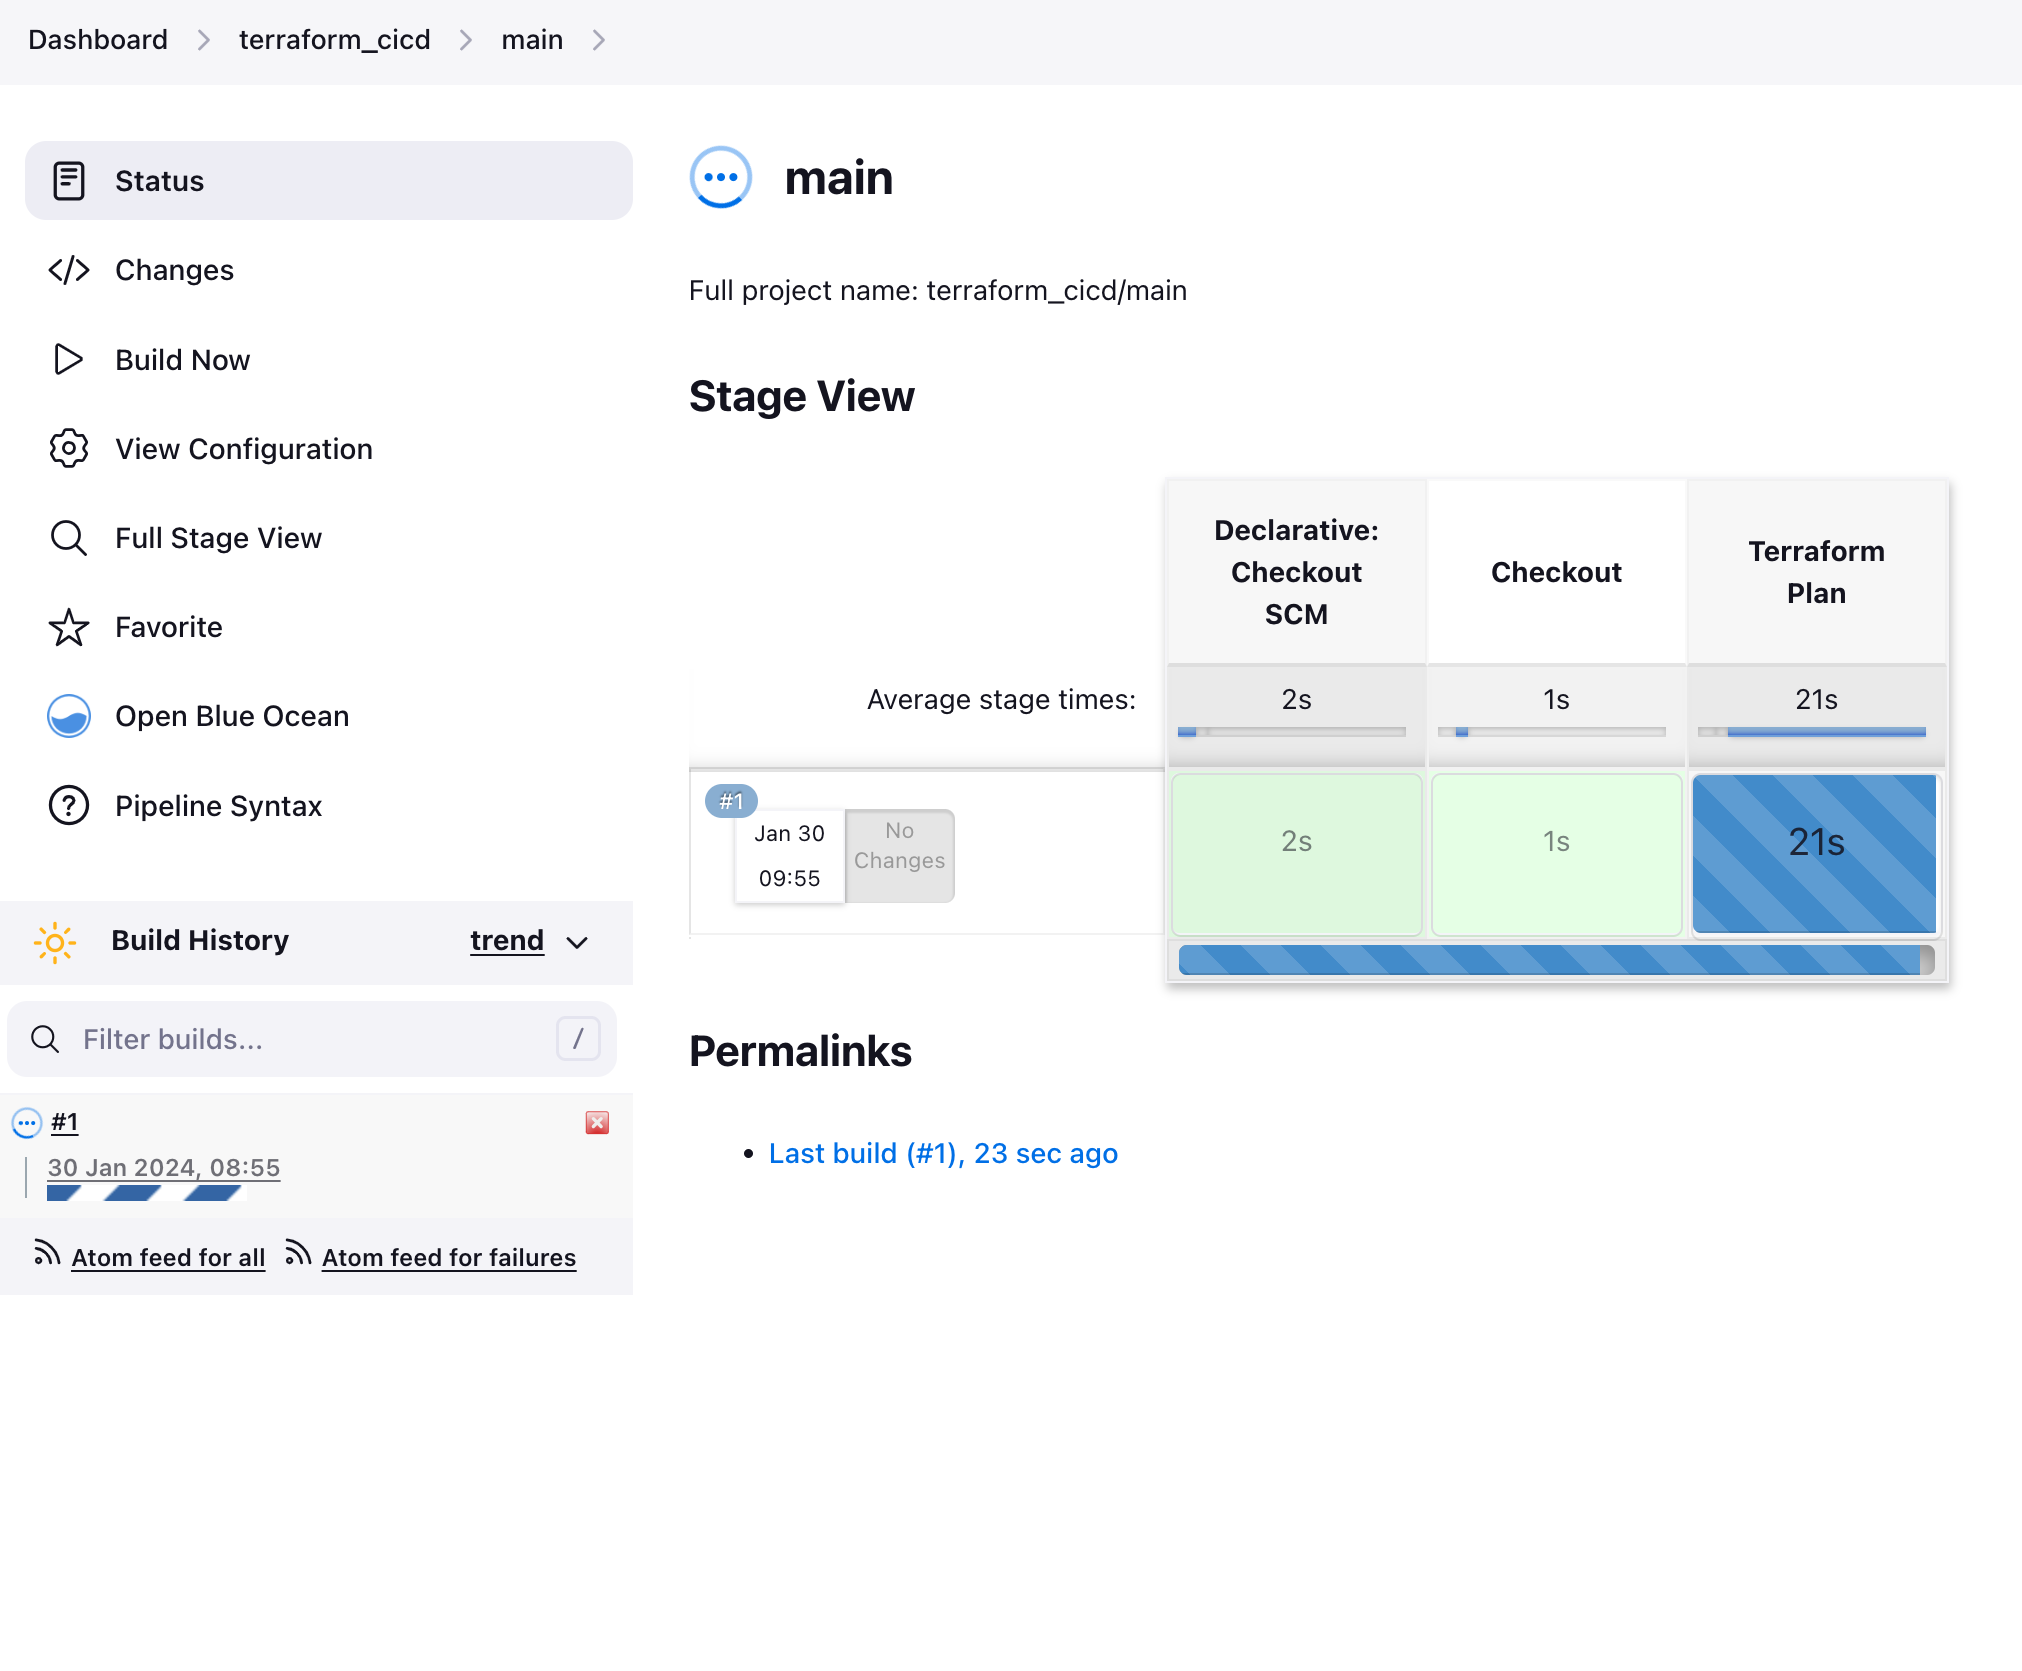 Dashboard
terraform_cicd
main
Status
Changes
Build Now
View Configuration
Full Stage View
Favorite
Open Blue Ocean
Pipeline Syntax
Build History
trend
Filter builds...
/
#1
30 Jan 2024, 08:55
Atom feed for all
Atom feed for failures
main
Full project name: terraform_cicd/main
Stage View
Declarative:
Checkout
SCM
Checkout
Terraform
Plan
Average stage times:
2s
1s
21s
#1
Jan 30
09:55
No
Changes
2s
1s
21s
Permalinks
Last build (#1), 23 sec ago